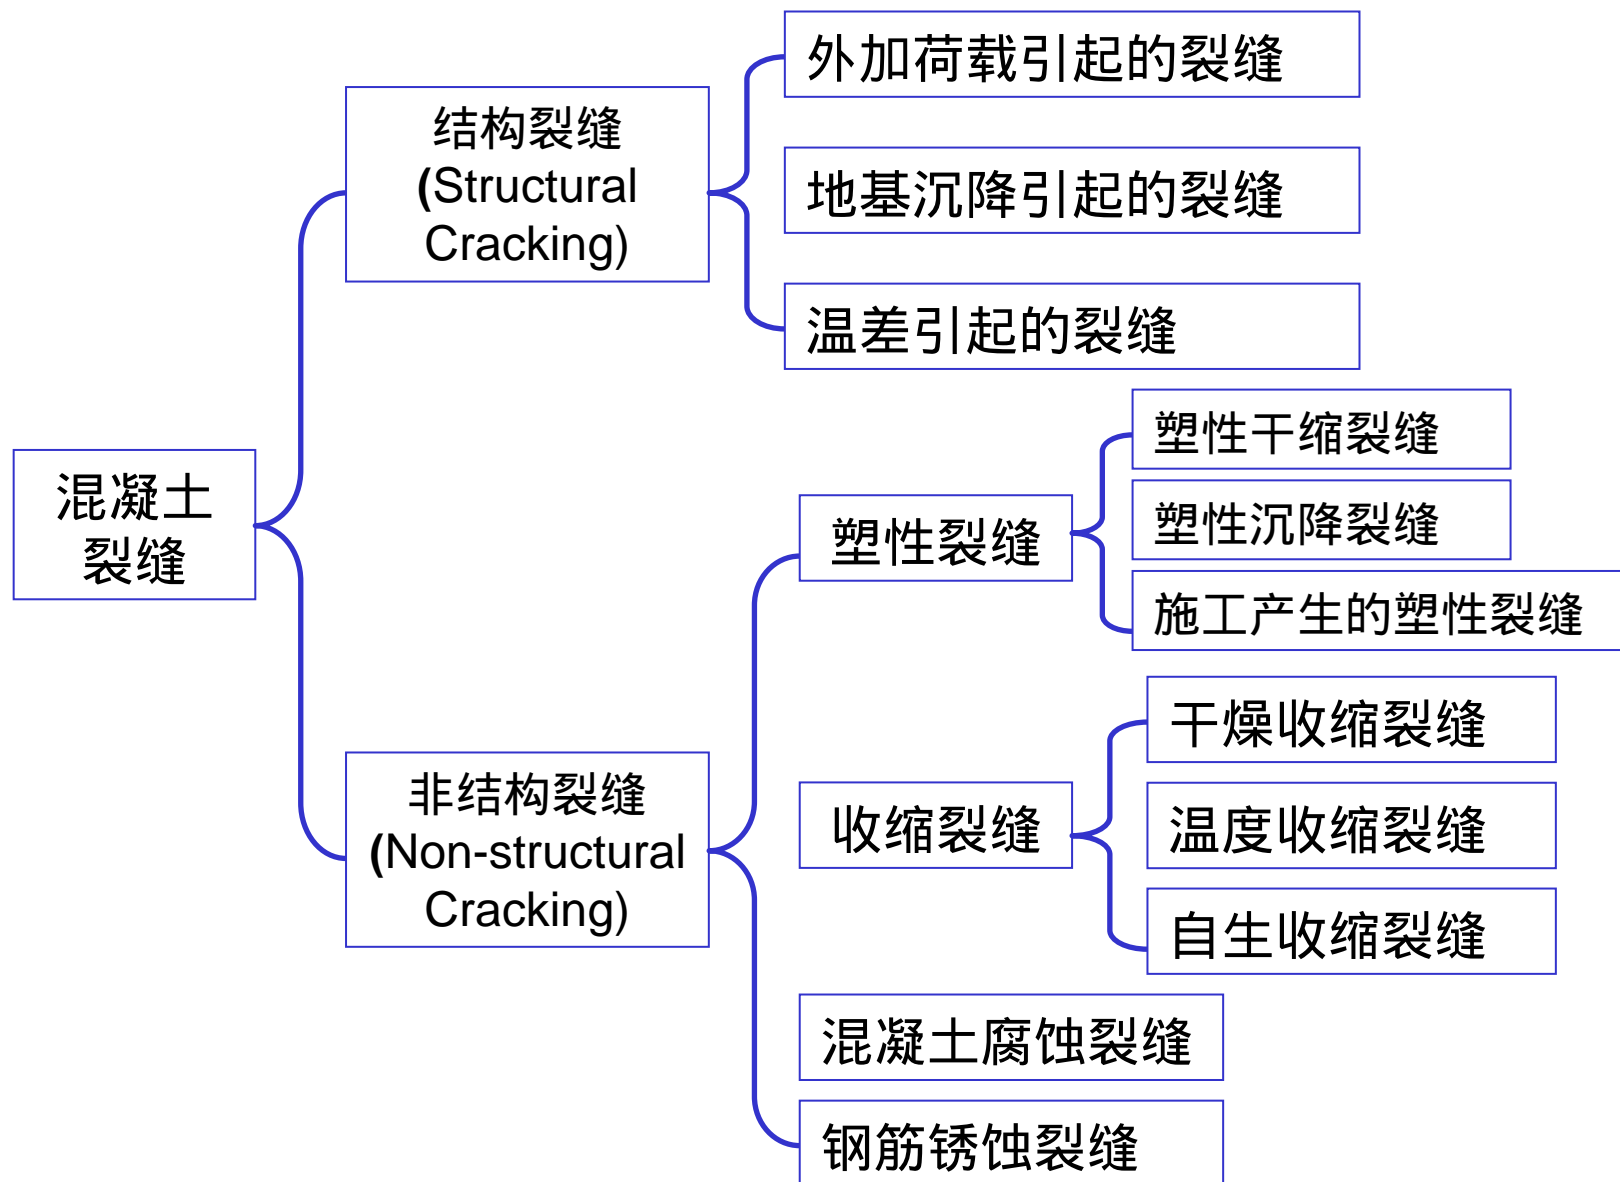 外加荷载引起的裂缝
结构裂缝
(Structural
Cracking)
地基沉降引起的裂缝
温差引起的裂缝
混凝土
裂缝
塑性干缩裂缝
塑性裂缝
塑性沉降裂缝
施工产生的塑性裂缝
非结构裂缝
(Non-structural
Cracking)
干燥收缩裂缝
收缩裂缝
温度收缩裂缝
自生收缩裂缝
混凝土腐蚀裂缝
钢筋锈蚀裂缝